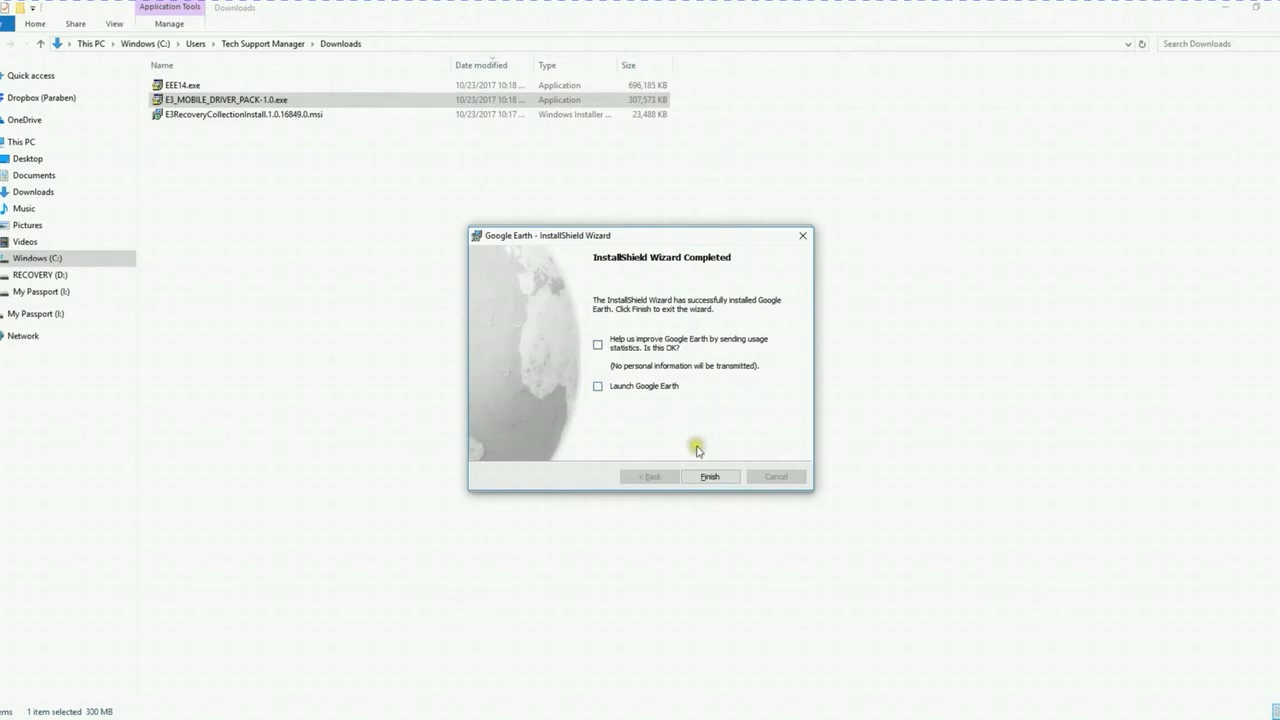 Application Tools
Downloads
Home
Share
View
Manage
This PC
Windows (C:)
Users
Tech Support Manager
Downloads
Search Downloads
Name
Date modified
Type
Size
Quick access
EEE14.exe
10/23/2017 10:18 ...
Application
696,185 KB
Dropbox (Paraben)
E3_MOBILE_DRIVER_PACK-1.0.exe
10/23/2017 10:18 ...
Application
307,573 KB
E3RecoveryCollectionInstall.1.0.16849.0.msi
10/23/2017 10:17 ...
Windows Installer ...
23,488 KB
OneDrive
This PC
Desktop
Documents
Downloads
Music
Pictures
Videos
Windows (C:)
RECOVERY (D:)
My Passport (I:)
My Passport (I:)
Network
Google Earth - InstallShield Wizard
InstallShield Wizard Completed
The InstallShield Wizard has successfully installed Google
Earth. Click Finish to exit the wizard.
Help us improve Google Earth by sending usage
statistics. Is this OK?
(No personal information will be transmitted).
Launch Google Earth
< Back
Finish
Cancel
1 item selected 300 MB